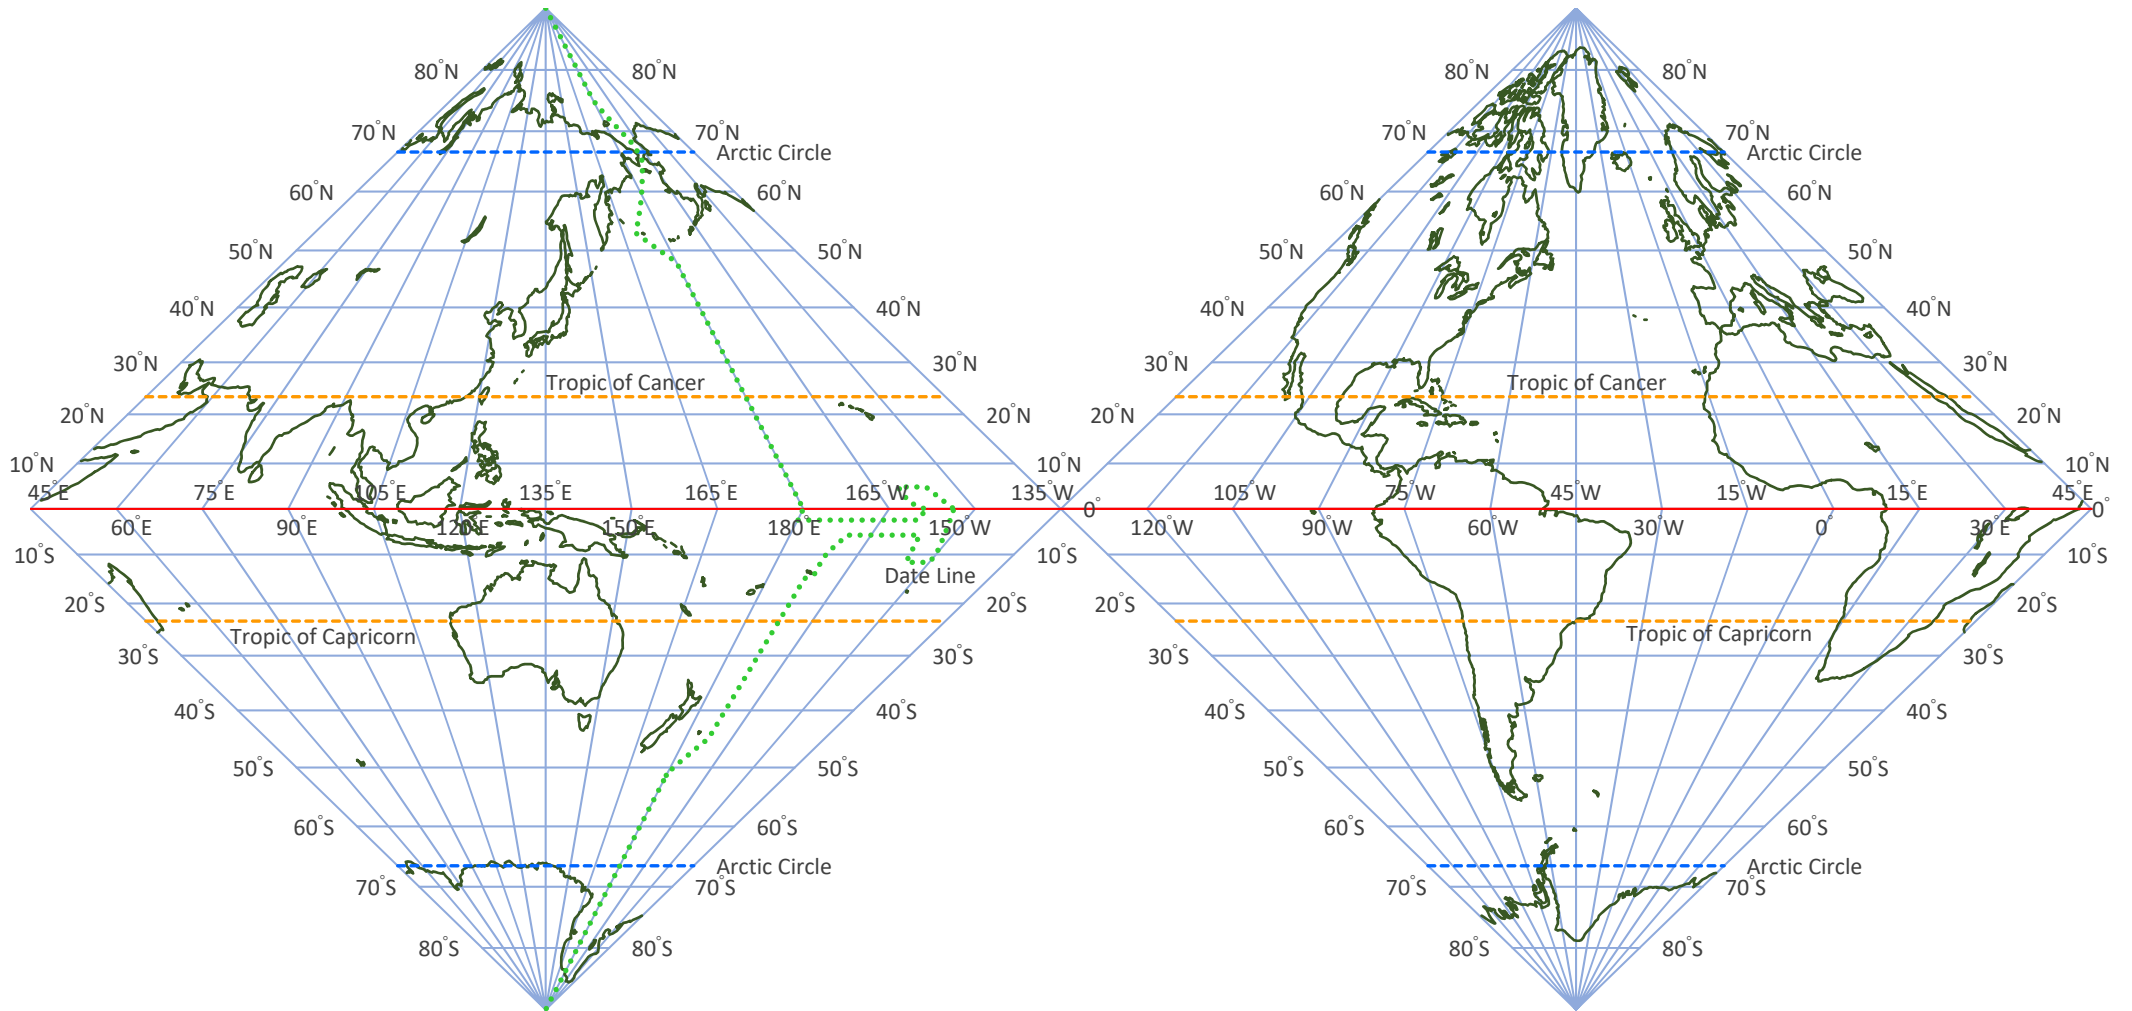 80°N 80°N 80°N 80°N
70°N 70°N 70°N 70°N
Arctic Circle Arctic Circle
60°N 60°N 60°N 60°N
50°N 50°N 50°N 50°N
40°N 40°N 40°N 40°N
30°N 30°N 30°N 30°N
Tropic of Cancer Tropic of Cancer
20°N 20°N 20°N 20°N
10°N 10°N 10°N
45°E 75°E 105°E 135°E 165°E 165°W 135°W 105°W 75°W 45°W 15°W 15°E 45°E
0° 0°
60°E 90°E 120°E 150°E 180°E 150°W 120°W 90°W 60°W 30°W 0° 30°E
10°S 10°S 10°S
Date Line
20°S 20°S 20°S 20°S
Tropic of Capricorn Tropic of Capricorn
30°S 30°S 30°S 30°S
40°S 40°S 40°S 40°S
50°S 50°S 50°S 50°S
60°S 60°S 60°S 60°S
Arctic Circle Arctic Circle
70°S 70°S 70°S 70°S
80°S 80°S 80°S 80°S